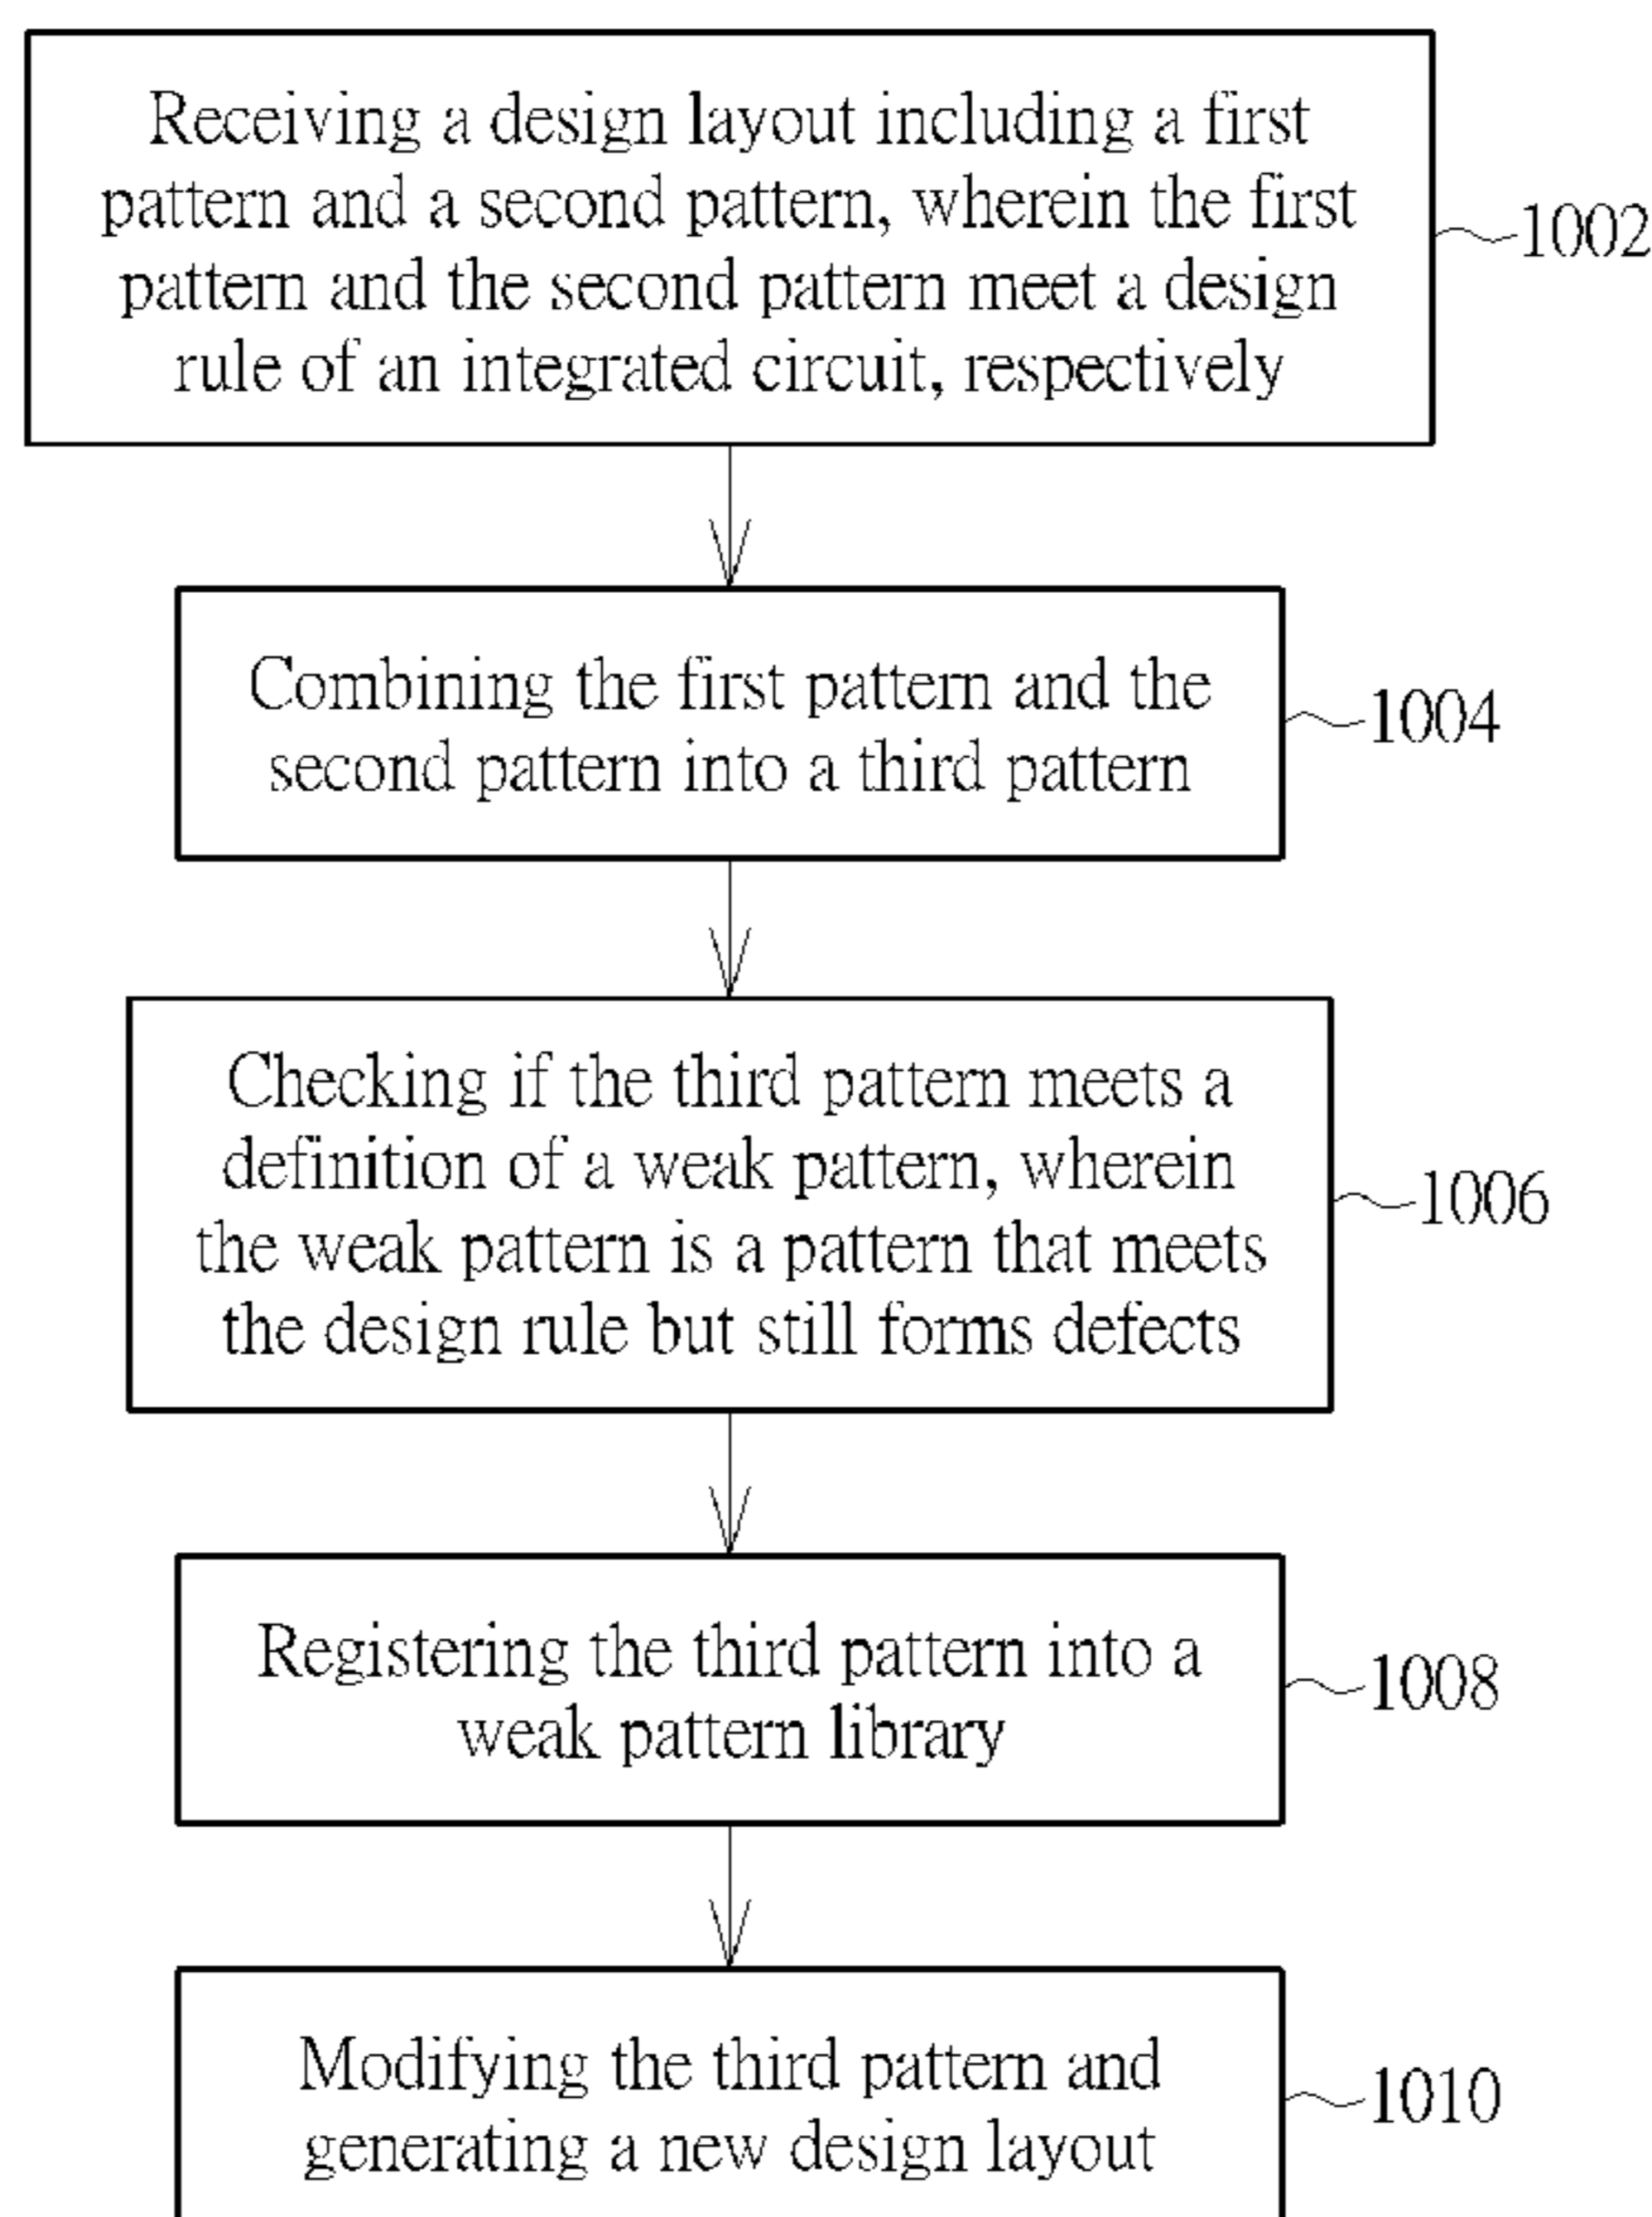 Receiving a design layout including a first
pattern and a second pattern, wherein the first
pattern and the second pattern meet a design
rule of an integrated circuit, respectively
1002
Combining the first pattern and the
second pattern into a third pattern
1004
Checking if the third pattern meets a
definition of a weak pattern, wherein
the weak pattern is a pattern that meets
the design rule but still forms defects
1006
Registering the third pattern into a
weak pattern library
1008
Modifying the third pattern and
generating a new design layout
1010